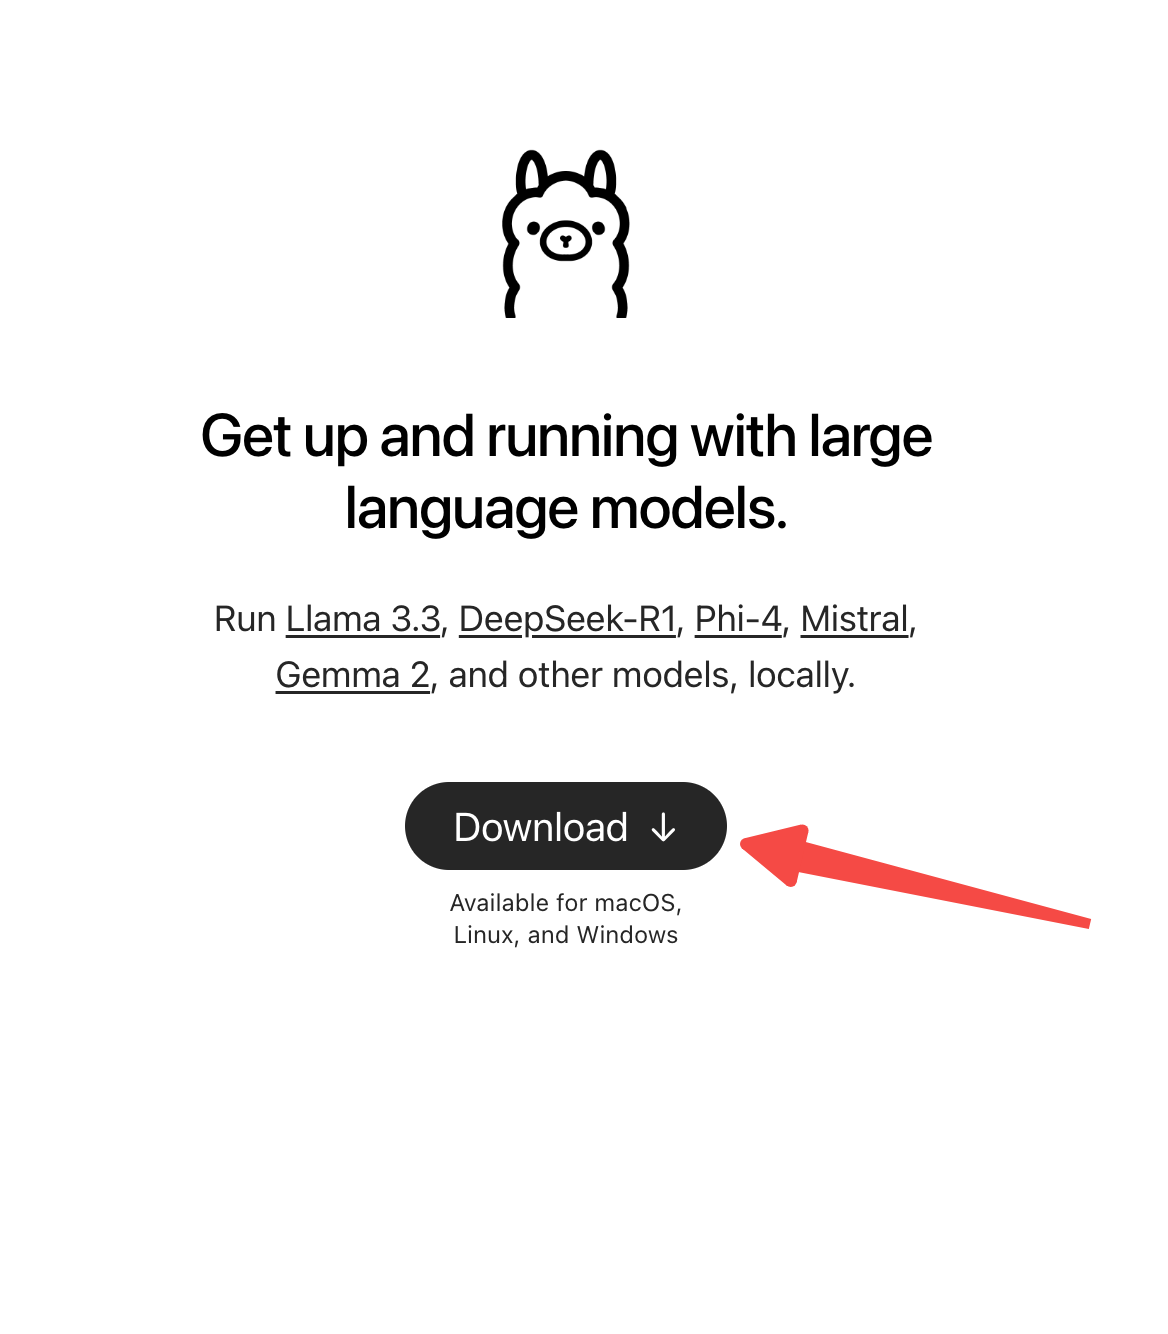 Get up and running with large
language models.
Run Llama 3.3, DeepSeek-R1, Phi-4, Mistral,
Gemma 2, and other models, locally.
Download ↓
Available for macOS,
Linux, and Windows